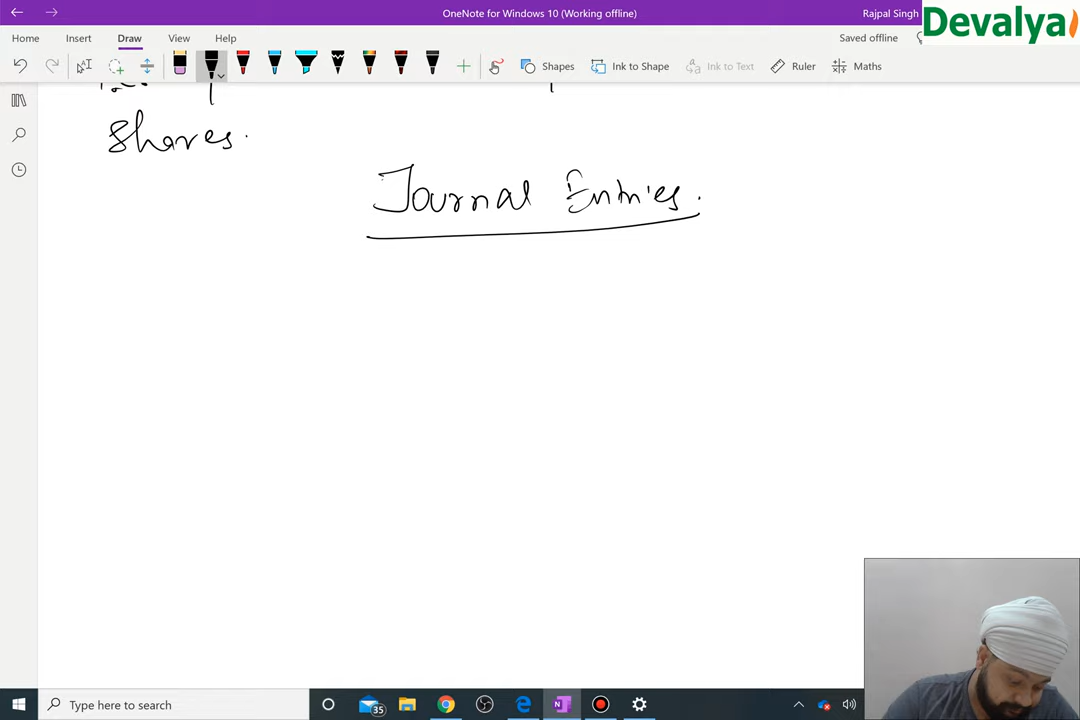 OneNote for Windows 10 (Working offline)
Rajpal Singh
Devalya
Home Insert Draw View Help
Saved offline
Shapes Ink to Shape Ink to Text Ruler Maths
Shares.
Journal Entries.
Type here to search
35